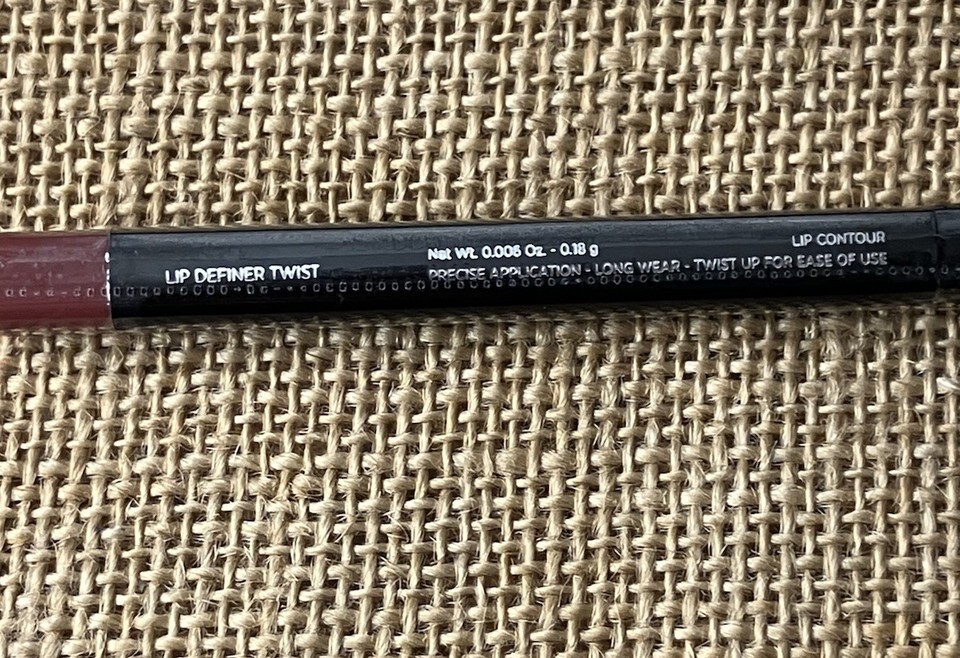 LIP DEFINER TWIST
Net Wt. 0.006 Oz. - 0.18 g
LIP CONTOUR
PRECISE APPLICATION - LONG WEAR - TWIST UP FOR EASE OF USE